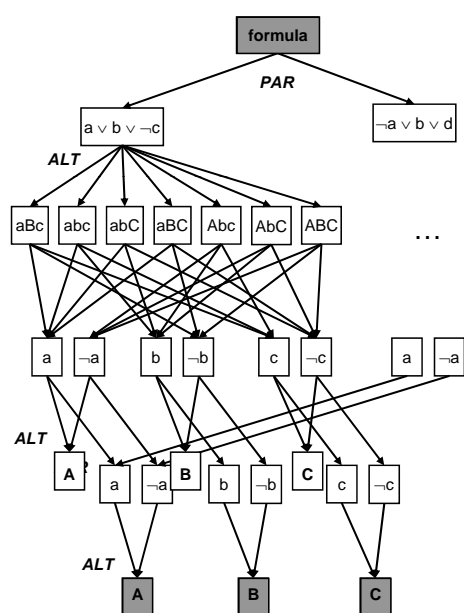 formula
PAR
a ∨ b ∨ ¬c
¬a ∨ b ∨ d
ALT
aBc abc abC aBC Abc AbC ABC
...
a ¬a b ¬b c ¬c a ¬a
ALT
A B C
a ¬a b ¬b c ¬c
ALT
A B C